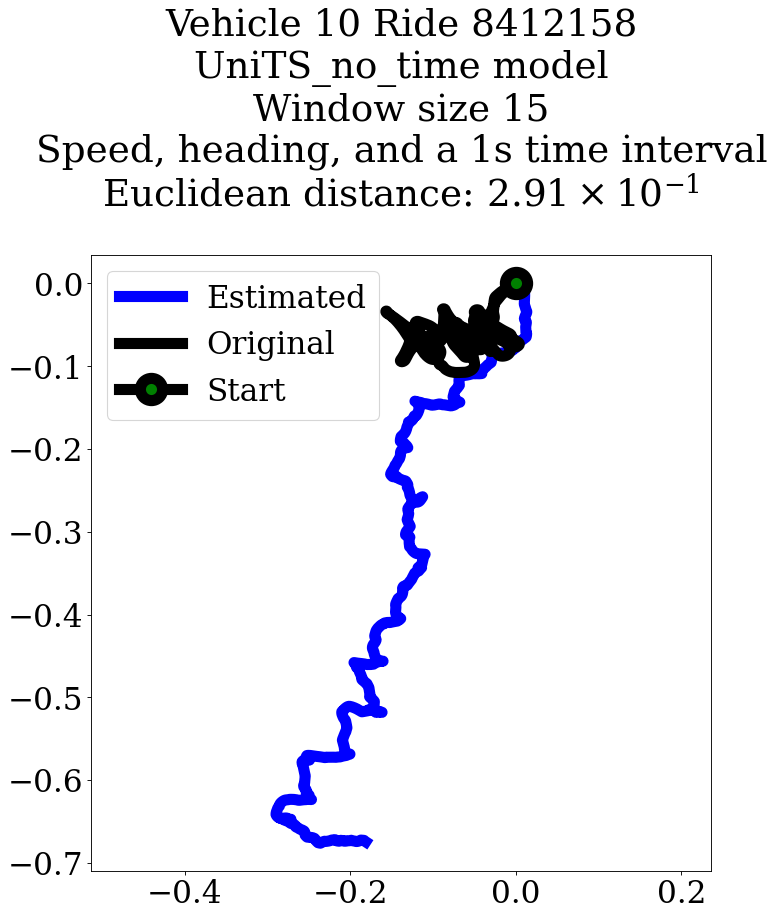 Vehicle 10 Ride 8412158
UniTS_no_time model
Window size 15
Speed, heading, and a 1s time interval
Euclidean distance: 2.91 × 10⁻¹
Estimated
Original
Start
0.0
−0.1
−0.2
−0.3
−0.4
−0.5
−0.6
−0.7
−0.4 −0.2 0.0 0.2